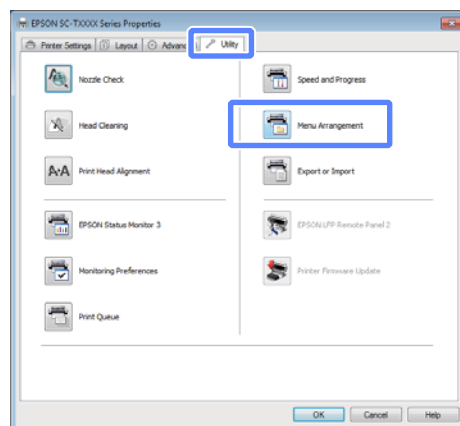 EPSON SC-TXXXX Series Properties
Printer Settings Layout Advanc Utility
Nozzle Check
Speed and Progress
Head Cleaning
Menu Arrangement
Print Head Alignment
Export or Import
EPSON Status Monitor 3
EPSON LFP Remote Panel 2
Monitoring Preferences
Printer Firmware Update
Print Queue
OK Cancel Help